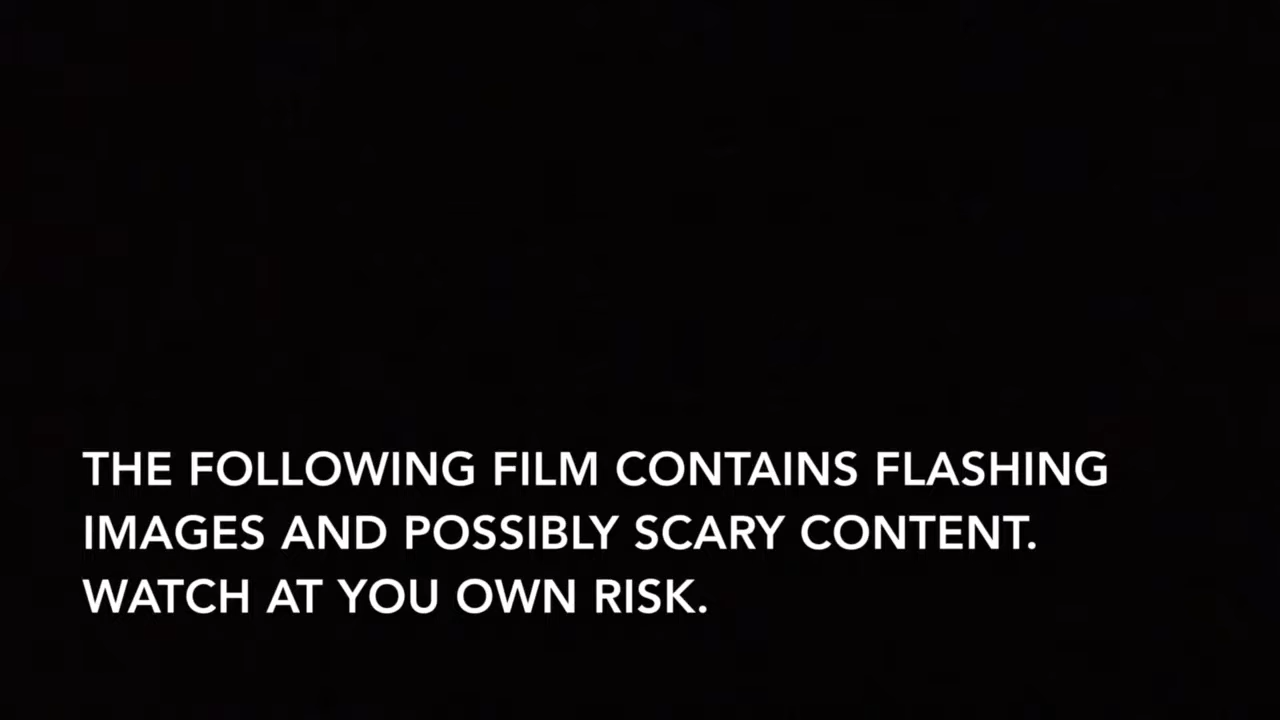 THE FOLLOWING FILM CONTAINS FLASHING
IMAGES AND POSSIBLY SCARY CONTENT.
WATCH AT YOU OWN RISK.